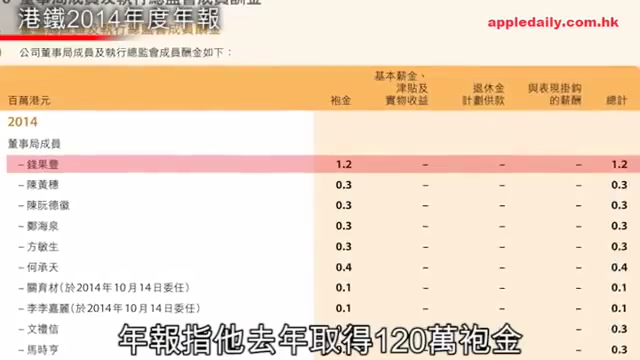 港鐵2014年度年報
appledaily.com.hk
公司董事局成員及執行總監會成員酬金如下：
百萬港元 袍金 基本薪金、津貼及實物收益 退休金計劃供款 與表現掛鈎的薪酬 總計
2014
董事局成員
– 錢果豐 1.2 – – – 1.2
– 陳黃穗 0.3 – – – 0.3
– 陳阮德徽 0.3 – – – 0.3
– 鄭海泉 0.3 – – – 0.3
– 方敏生 0.3 – – – 0.3
– 何承天 0.4 – – – 0.4
– 關育材（於2014年10月14日委任） 0.1 – – – 0.1
– 李李嘉麗（於2014年10月14日委任） 0.1 – – – 0.1
– 文禮信 0.3
– 馬時亨 0.3
年報指他去年取得120萬袍金